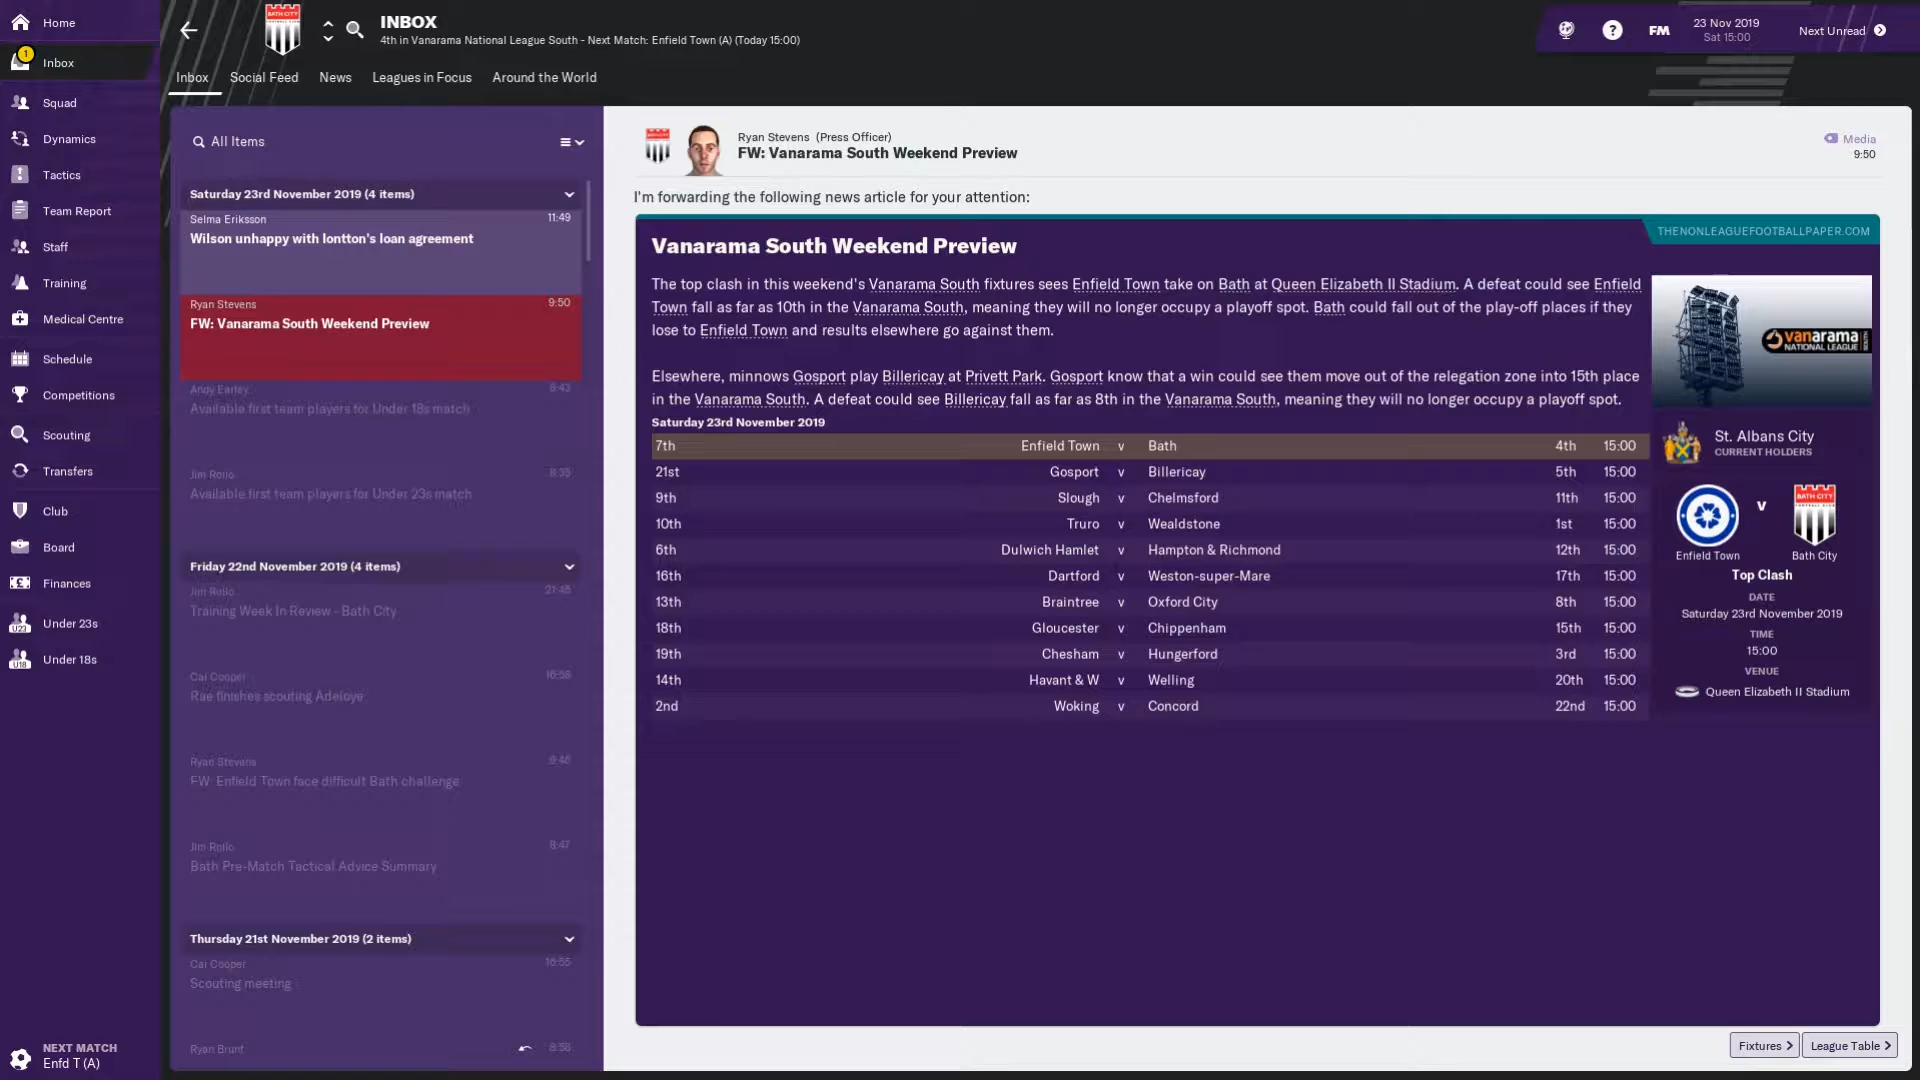 Home
1
Inbox
Squad
Dynamics
Tactics
Team Report
Staff
Training
Medical Centre
Schedule
Competitions
Scouting
Transfers
Club
Board
Finances
U23
Under 23s
U18
Under 18s
NEXT MATCH
Enfd T (A)
BATH CITY
INBOX
4th in Vanarama National League South - Next Match: Enfield Town (A) (Today 15:00)
FM
23 Nov 2019
Sat 15:00
Next Unread
Inbox
Social Feed
News
Leagues in Focus
Around the World
All Items
Saturday 23rd November 2019 (4 items)
Selma Eriksson 11:49
Wilson unhappy with Iontton's loan agreement
Ryan Stevens 9:50
FW: Vanarama South Weekend Preview
Andy Earley 8:43
Available first team players for Under 18s match
Jim Rollo 8:35
Available first team players for Under 23s match
Friday 22nd November 2019 (4 items)
Jim Rollo 21:45
Training Week In Review - Bath City
Cai Cooper 16:58
Rae finishes scouting Adeloye
Ryan Stevens 9:46
FW: Enfield Town face difficult Bath challenge
Jim Rollo 8:47
Bath Pre-Match Tactical Advice Summary
Thursday 21st November 2019 (2 items)
Cai Cooper 16:55
Scouting meeting
Ryan Brunt 8:58
Ryan Stevens (Press Officer)
FW: Vanarama South Weekend Preview
Media
9:50
I'm forwarding the following news article for your attention:
THENONLEAGUEFOOTBALLPAPER.COM
Vanarama South Weekend Preview
The top clash in this weekend's Vanarama South fixtures sees Enfield Town take on Bath at Queen Elizabeth II Stadium. A defeat could see Enfield
Town fall as far as 10th in the Vanarama South, meaning they will no longer occupy a playoff spot. Bath could fall out of the play-off places if they
lose to Enfield Town and results elsewhere go against them.
Elsewhere, minnows Gosport play Billericay at Privett Park. Gosport know that a win could see them move out of the relegation zone into 15th place
in the Vanarama South. A defeat could see Billericay fall as far as 8th in the Vanarama South, meaning they will no longer occupy a playoff spot.
Saturday 23rd November 2019
7th Enfield Town v Bath 4th 15:00
21st Gosport v Billericay 5th 15:00
9th Slough v Chelmsford 11th 15:00
10th Truro v Wealdstone 1st 15:00
6th Dulwich Hamlet v Hampton & Richmond 12th 15:00
16th Dartford v Weston-super-Mare 17th 15:00
13th Braintree v Oxford City 8th 15:00
18th Gloucester v Chippenham 15th 15:00
19th Chesham v Hungerford 3rd 15:00
14th Havant & W v Welling 20th 15:00
2nd Woking v Concord 22nd 15:00
vanarama
NATIONAL LEAGUE SOUTH
St. Albans City
CURRENT HOLDERS
v
BATH CITY
Enfield Town
Bath City
Top Clash
DATE
Saturday 23rd November 2019
TIME
15:00
VENUE
Queen Elizabeth II Stadium
Fixtures
League Table